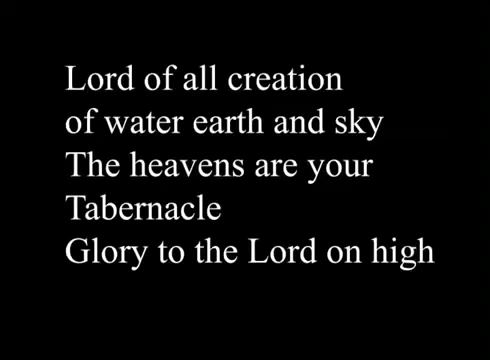 Lord of all creation
of water earth and sky
The heavens are your
Tabernacle
Glory to the Lord on high